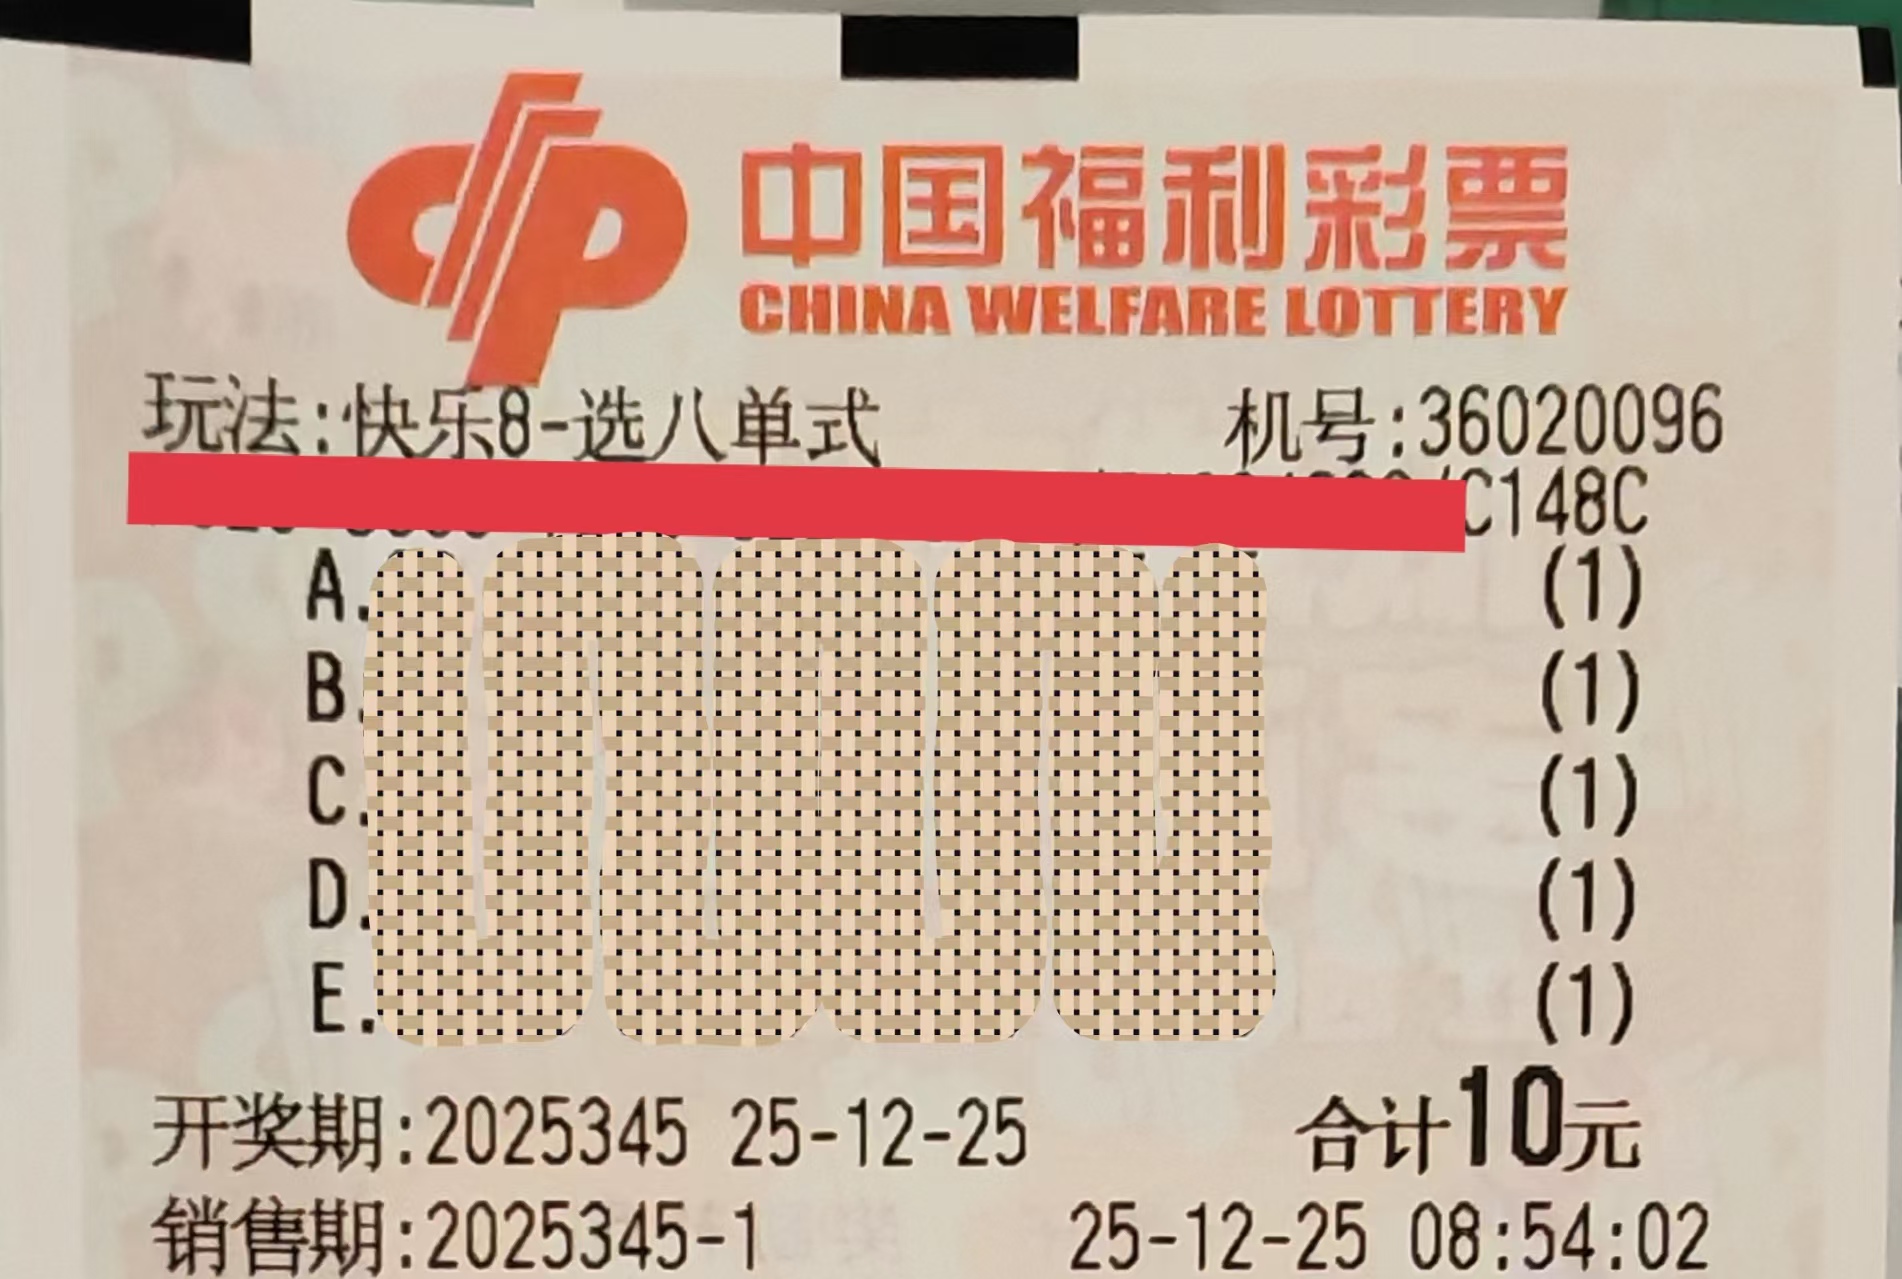 中国福利彩票
CHINA WELFARE LOTTERY
玩法:快乐8-选八单式 机号:36020096
/C148C
A. (1)
B. (1)
C. (1)
D. (1)
E. (1)
开奖期:2025345 25-12-25 合计10元
销售期:2025345-1 25-12-25 08:54:02